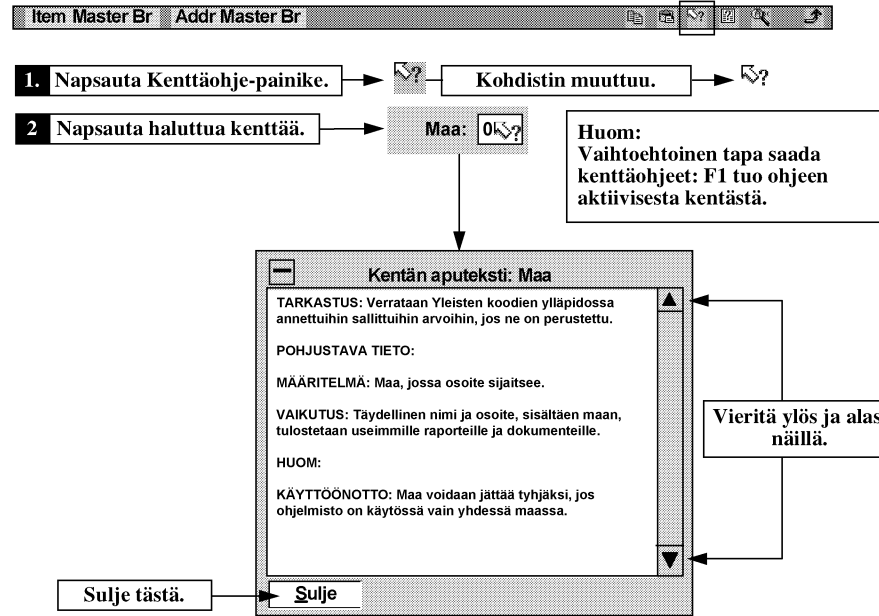 Item Master Br Addr Master Br
1. Napsauta Kenttäohje-painike.
?
Kohdistin muuttuu.
?
2 Napsauta haluttua kenttää.
Maa: 0?
Huom:
Vaihtoehtoinen tapa saada
kenttäohjeet: F1 tuo ohjeen
aktiivisesta kentästä.
Kentän aputeksti: Maa
TARKASTUS: Verrataan Yleisten koodien ylläpidossa
annettuihin sallittuihin arvoihin, jos ne on perustettu.
POHJUSTAVA TIETO:
MÄÄRITELMÄ: Maa, jossa osoite sijaitsee.
VAIKUTUS: Täydellinen nimi ja osoite, sisältäen maan,
tulostetaan useimmille raporteille ja dokumenteille.
HUOM:
KÄYTTÖÖNOTTO: Maa voidaan jättää tyhjäksi, jos
ohjelmisto on käytössä vain yhdessä maassa.
Vieritä ylös ja alas
näillä.
Sulje tästä.
Sulje